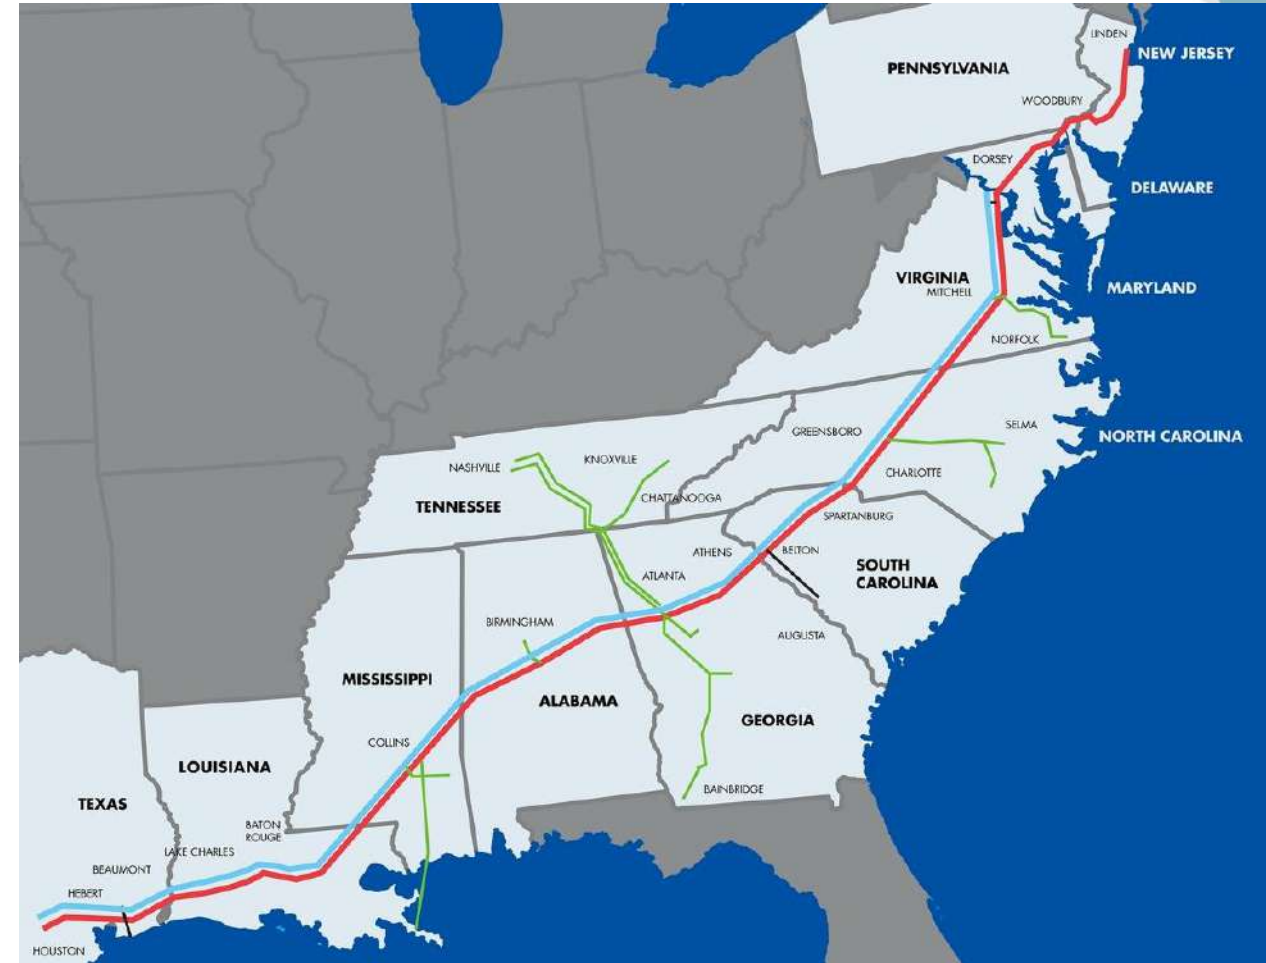 LINDEN
NEW JERSEY
PENNSYLVANIA
WOODBURY
DORSEY
DELAWARE
VIRGINIA
MITCHELL
MARYLAND
NORFOLK
SELMA
GREENSBORO
NORTH CAROLINA
KNOXVILLE
NASHVILLE
CHARLOTTE
CHATTANOOGA
TENNESSEE
SPARTANBURG
ATHENS
BELTON
SOUTH
CAROLINA
ATLANTA
BIRMINGHAM
AUGUSTA
MISSISSIPPI
ALABAMA
GEORGIA
COLLINS
LOUISIANA
BAINBRIDGE
TEXAS
BATON
ROUGE
LAKE CHARLES
BEAUMONT
HEBERT
HOUSTON